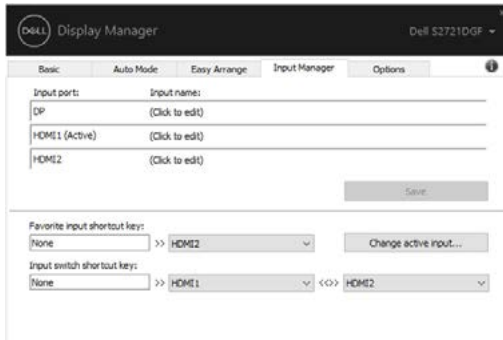 DELL Display Manager Dell S2721DGF
Basic Auto Mode Easy Arrange Input Manager Options
Input port: Input name:
DP (Click to edit)
HDMI1 (Active) (Click to edit)
HDMI2 (Click to edit)
Save
Favorite input shortcut key:
None >> HDMI2 Change active input...
Input switch shortcut key:
None >> HDMI1 <<>> HDMI2